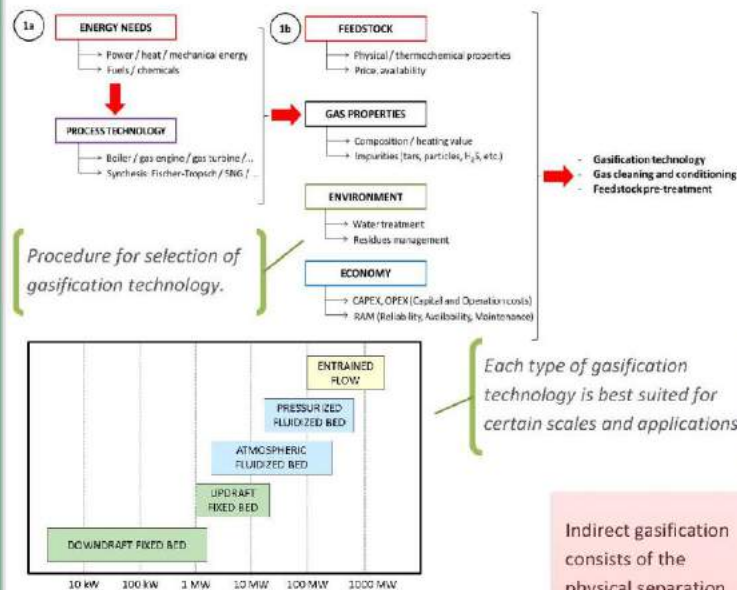 1a
ENERGY NEEDS
Power / heat / mechanical energy
Fuels / chemicals
PROCESS TECHNOLOGY
Boiler / gas engine / gas turbine /...
Synthesis: Fischer-Tropsch / SNG / ...
1b
FEEDSTOCK
Physical / thermochemical properties
Price, availability
GAS PROPERTIES
Composition / heating value
Impurities (tars, particles, H₂S, etc.)
ENVIRONMENT
Water treatment
Residues management
ECONOMY
CAPEX, OPEX (Capital and Operation costs)
RAM (Reliability, Availability, Maintenance)
- Gasification technology
- Gas cleaning and conditioning
- Feedstock pre-treatment
Procedure for selection of
gasification technology.
ENTRAINED
FLOW
PRESSURIZED
FLUIDIZED BED
ATMOSPHERIC
FLUIDIZED BED
UPDRAFT
FIXED BED
DOWNDRAFT FIXED BED
10 kW 100 kW 1 MW 10 MW 100 MW 1000 MW
Each type of gasification
technology is best suited for
certain scales and applications
Indirect gasification
consists of the
physical separation